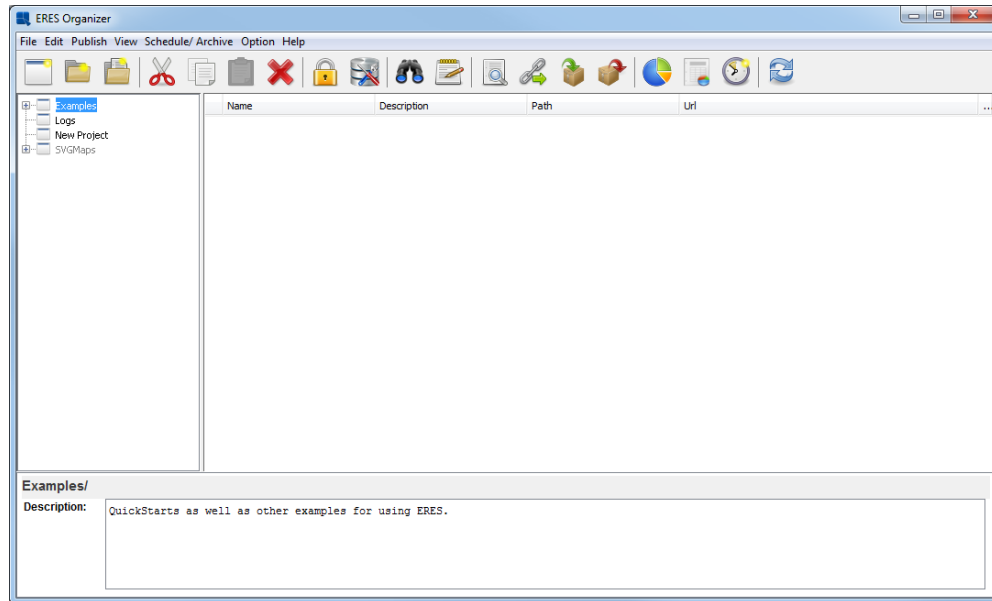 ERES Organizer
File Edit Publish View Schedule/ Archive Option Help
Examples
Logs
New Project
SVGMaps
Name Description Path Url ...
Examples/
Description:
QuickStarts as well as other examples for using ERES.